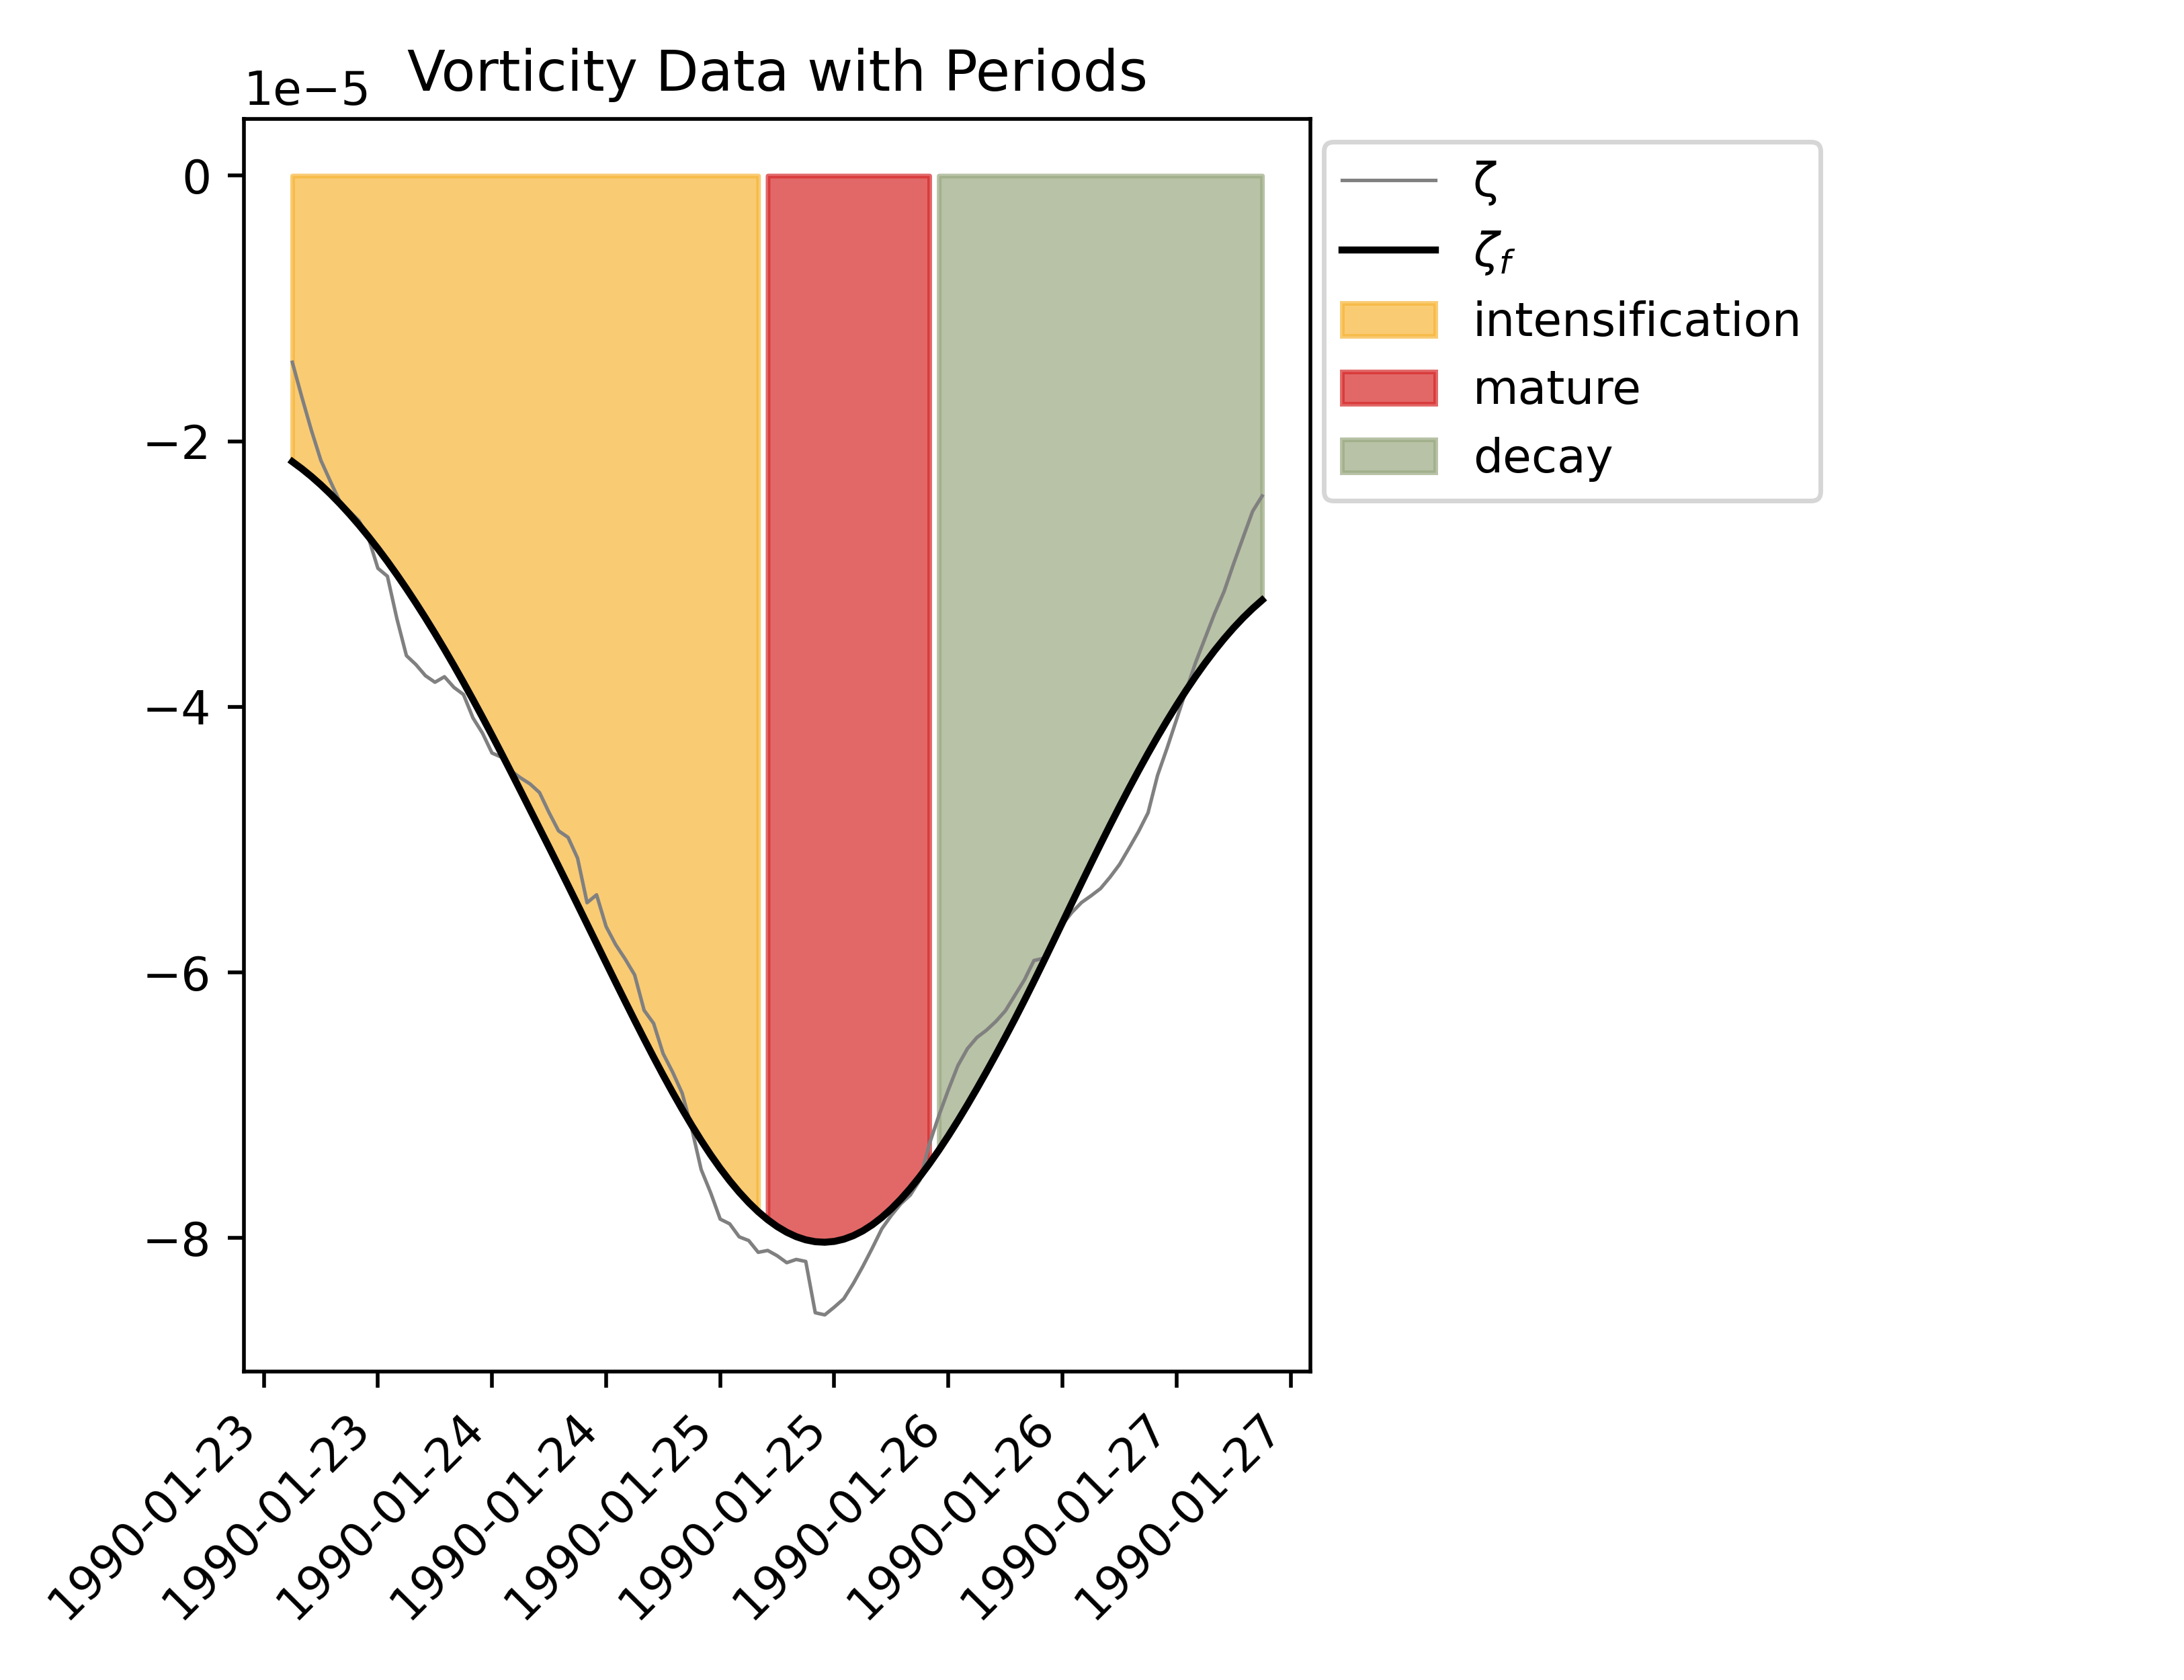 Vorticity Data with Periods
1e−5
0
−2
−4
−6
−8
1990-01-23
1990-01-23
1990-01-24
1990-01-24
1990-01-25
1990-01-25
1990-01-26
1990-01-26
1990-01-27
1990-01-27
ζ
ζf
intensification
mature
decay